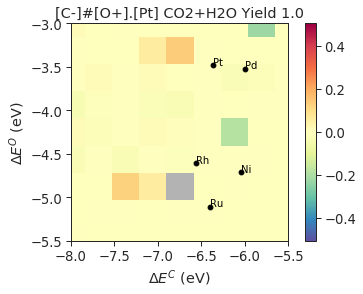 [C-]#[O+].[Pt] CO2+H2O Yield 1.0
−3.0
−3.5
−4.0
−4.5
−5.0
−5.5
ΔE^O (eV)
Pt
Pd
Rh
Ni
Ru
−8.0 −7.5 −7.0 −6.5 −6.0 −5.5
ΔE^C (eV)
0.4
0.2
0.0
−0.2
−0.4